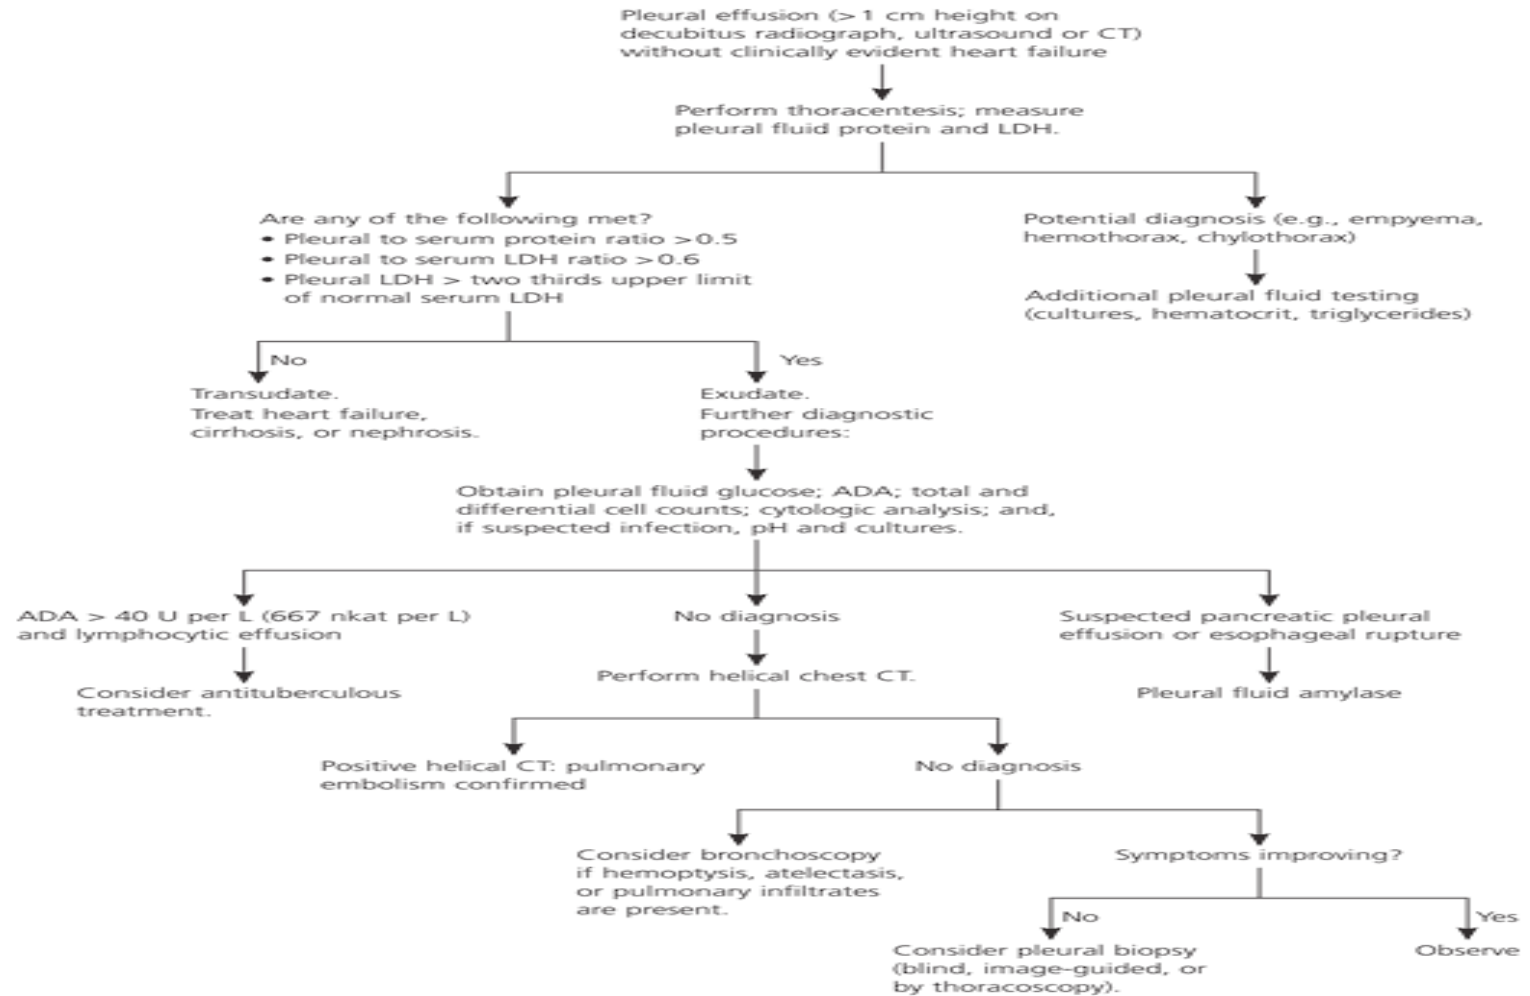 Pleural effusion (>1 cm height on
decubitus radiograph, ultrasound or CT)
without clinically evident heart failure
Perform thoracentesis; measure
pleural fluid protein and LDH.
Are any of the following met?
• Pleural to serum protein ratio >0.5
• Pleural to serum LDH ratio >0.6
• Pleural LDH > two thirds upper limit
of normal serum LDH
Potential diagnosis (e.g., empyema,
hemothorax, chylothorax)
Additional pleural fluid testing
(cultures, hematocrit, triglycerides)
No
Yes
Transudate.
Treat heart failure,
cirrhosis, or nephrosis.
Exudate.
Further diagnostic
procedures:
Obtain pleural fluid glucose; ADA; total and
differential cell counts; cytologic analysis; and,
if suspected infection, pH and cultures.
ADA > 40 U per L (667 nkat per L)
and lymphocytic effusion
Consider antituberculous
treatment.
No diagnosis
Perform helical chest CT.
Suspected pancreatic pleural
effusion or esophageal rupture
Pleural fluid amylase
Positive helical CT: pulmonary
embolism confirmed
No diagnosis
Consider bronchoscopy
if hemoptysis, atelectasis,
or pulmonary infiltrates
are present.
Symptoms improving?
No
Yes
Consider pleural biopsy
(blind, image-guided, or
by thoracoscopy).
Observe